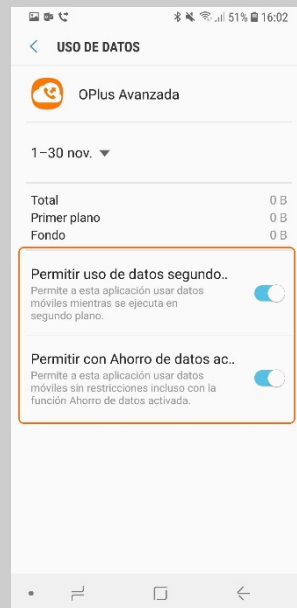 51% 16:02
USO DE DATOS
OPlus Avanzada
1–30 nov.
Total 0 B
Primer plano 0 B
Fondo 0 B
Permitir uso de datos segundo..
Permite a esta aplicación usar datos
móviles mientras se ejecuta en
segundo plano.
Permitir con Ahorro de datos ac..
Permite a esta aplicación usar datos
móviles sin restricciones incluso con la
función Ahorro de datos activada.